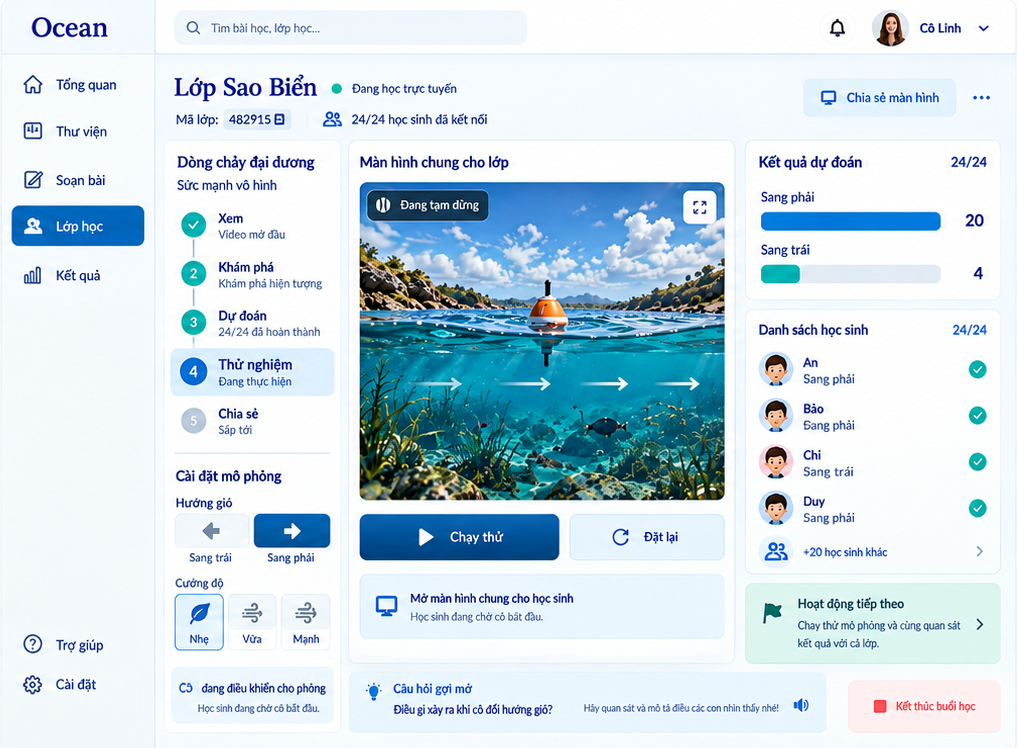 Ocean
Tìm bài học, lớp học...
Cô Linh
Tổng quan
Thư viện
Soạn bài
Lớp học
Kết quả
Trợ giúp
Cài đặt
Lớp Sao Biển
Đang học trực tuyến
Mã lớp: 482915
24/24 học sinh đã kết nối
Chia sẻ màn hình
Dòng chảy đại dương
Sức mạnh vô hình
Xem
Video mở đầu
2
Khám phá
Khám phá hiện tượng
3
Dự đoán
24/24 đã hoàn thành
4
Thử nghiệm
Đang thực hiện
5
Chia sẻ
Sắp tới
Cài đặt mô phỏng
Hướng gió
Sang trái
Sang phải
Cường độ
Nhẹ
Vừa
Mạnh
đang điều khiển cho phỏng
Học sinh đang chờ cô bắt đầu.
Màn hình chung cho lớp
Đang tạm dừng
Chạy thử
Đặt lại
Mở màn hình chung cho học sinh
Học sinh đang chờ cô bắt đầu.
Câu hỏi gợi mở
Điều gì xảy ra khi cô đổi hướng gió?
Hãy quan sát và mô tả điều các con nhìn thấy nhé!
Kết quả dự đoán
24/24
Sang phải
20
Sang trái
4
Danh sách học sinh
24/24
An
Sang phải
Bảo
Đang phải
Chi
Sang trái
Duy
Sang phải
+20 học sinh khác
Hoạt động tiếp theo
Chạy thử mô phỏng và cùng quan sát
kết quả với cả lớp.
Kết thúc buổi học